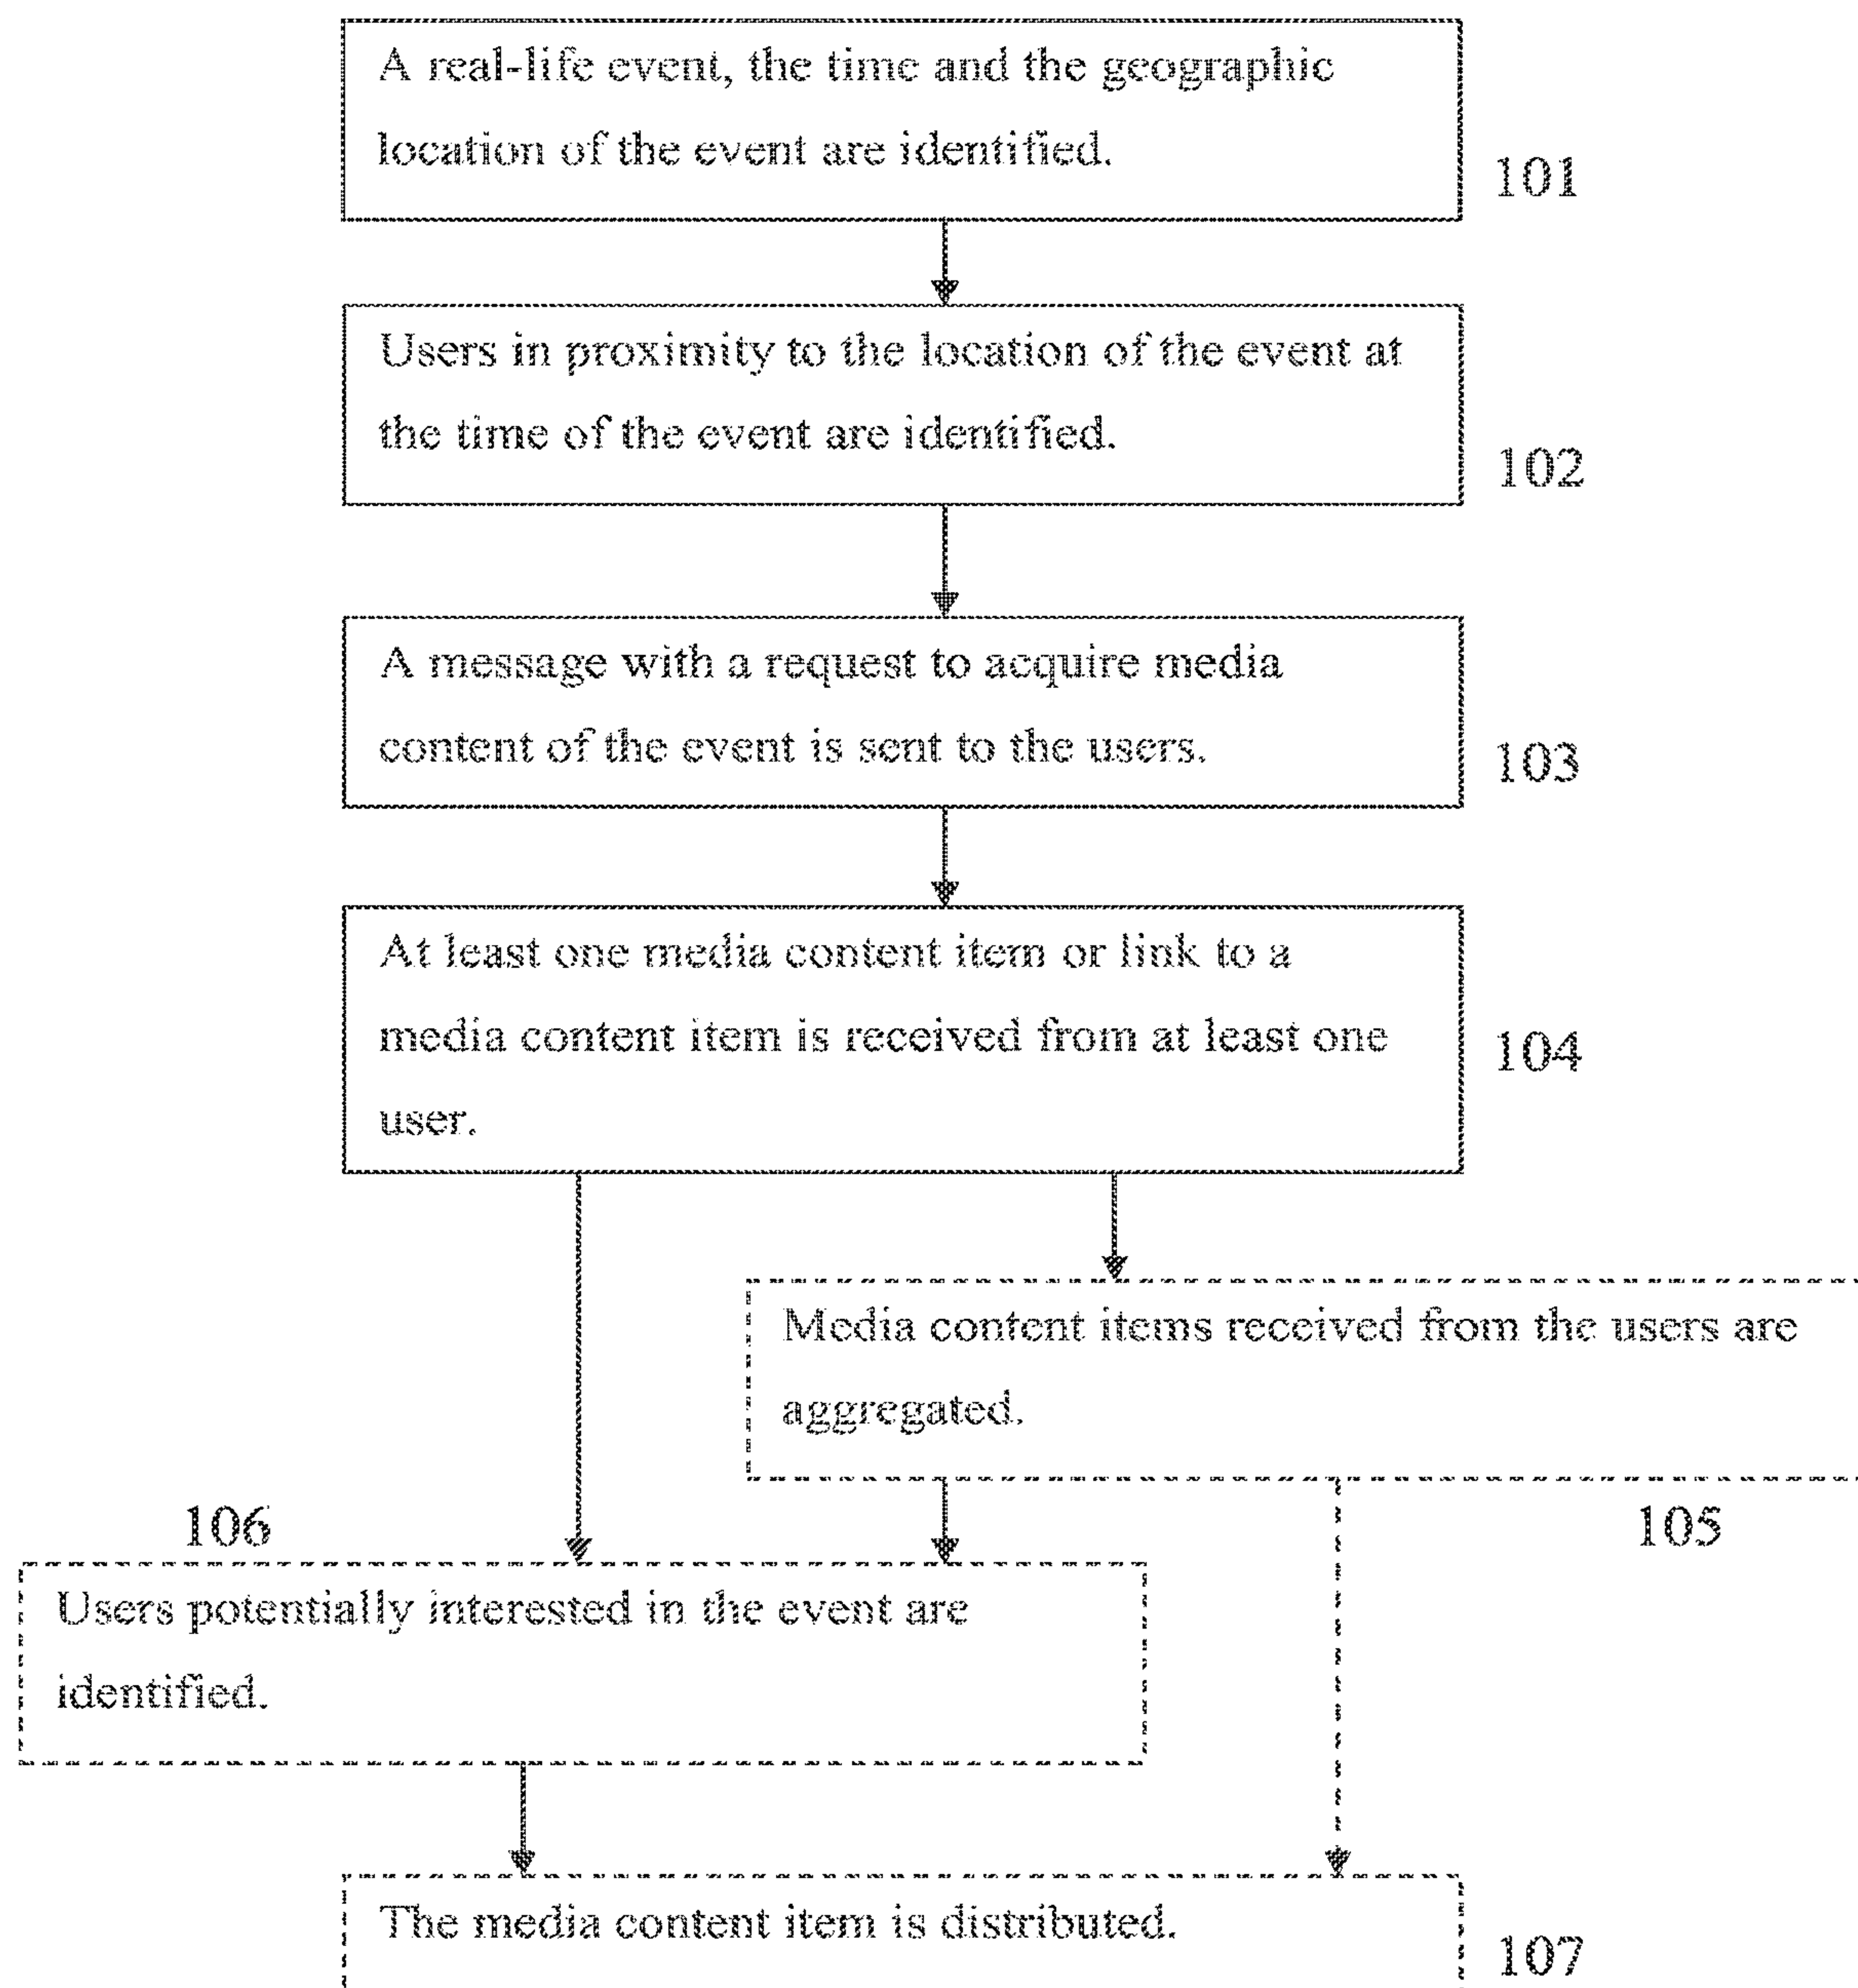 A real-life event, the time and the geographic
location of the event are identified.
101
Users in proximity to the location of the event at
the time of the event are identified.
102
A message with a request to acquire media
content of the event is sent to the users.
103
At least one media content item or link to a
media content item is received from at least one
user.
104
Media content items received from the users are
aggregated.
105
106
Users potentially interested in the event are
identified.
The media content item is distributed.
107